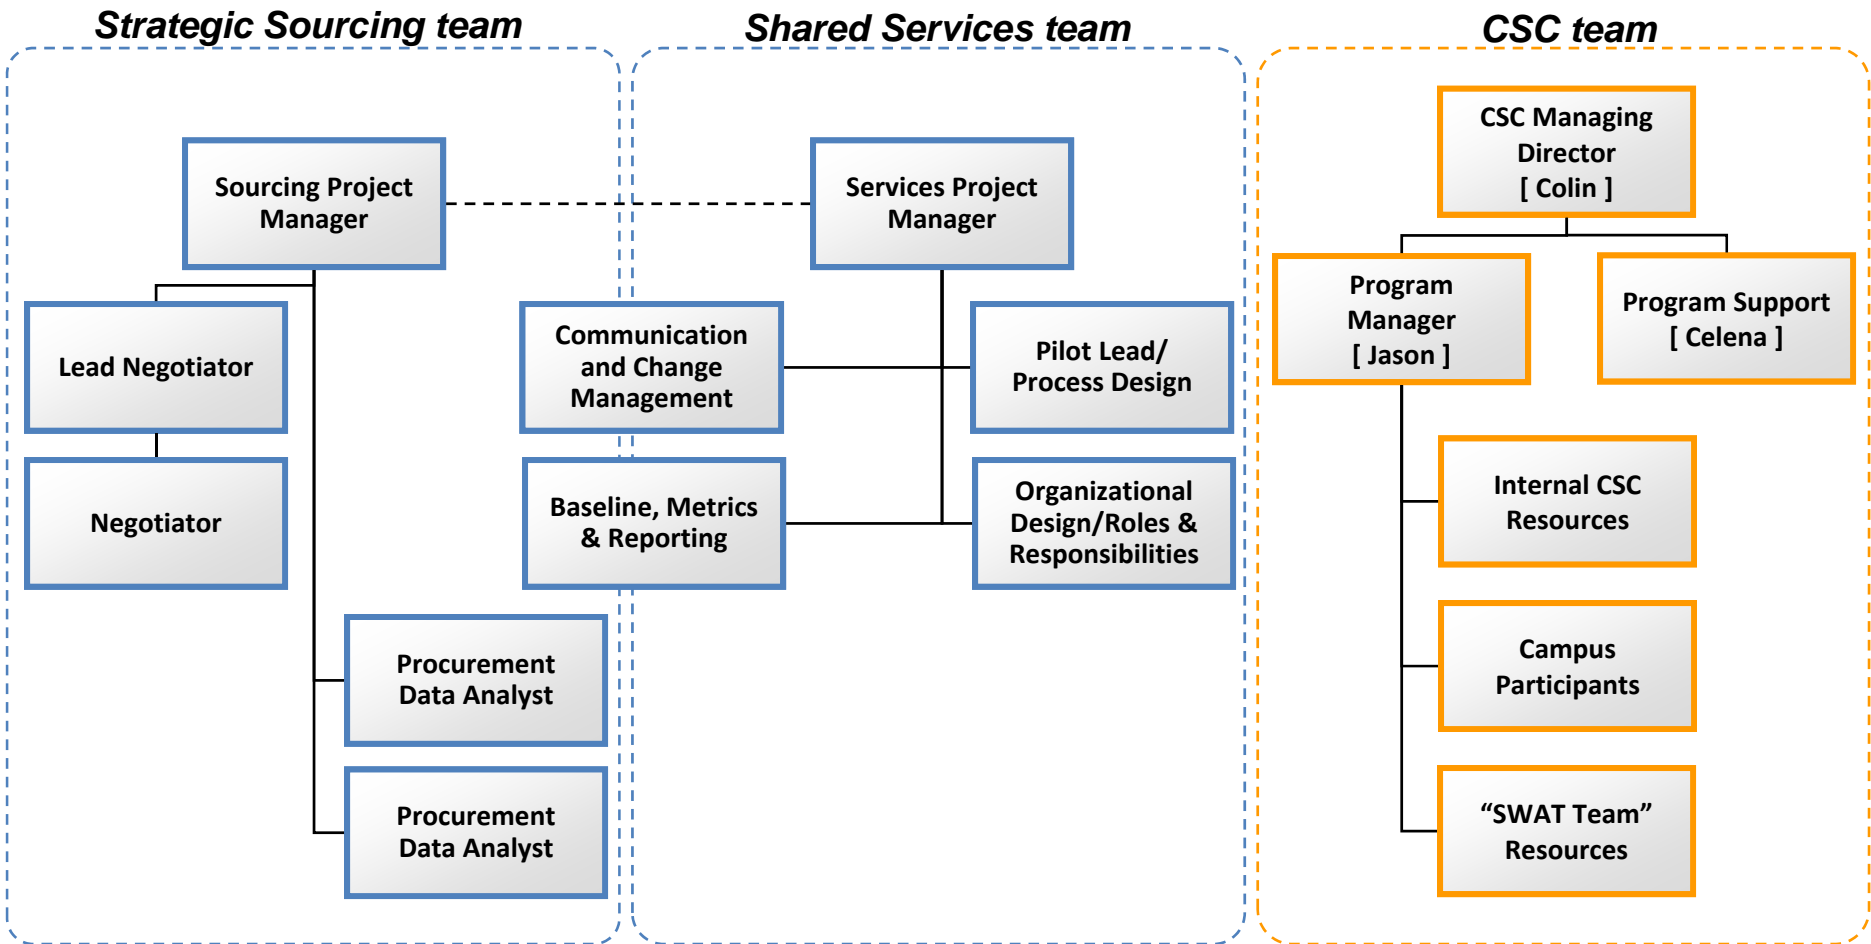 Strategic Sourcing team
Shared Services team
CSC team
Sourcing Project
Manager
Lead Negotiator
Negotiator
Procurement
Data Analyst
Procurement
Data Analyst
Services Project
Manager
Communication
and Change
Management
Pilot Lead/
Process Design
Baseline, Metrics
& Reporting
Organizational
Design/Roles &
Responsibilities
CSC Managing
Director
[ Colin ]
Program
Manager
[ Jason ]
Program Support
[ Celena ]
Internal CSC
Resources
Campus
Participants
“SWAT Team”
Resources